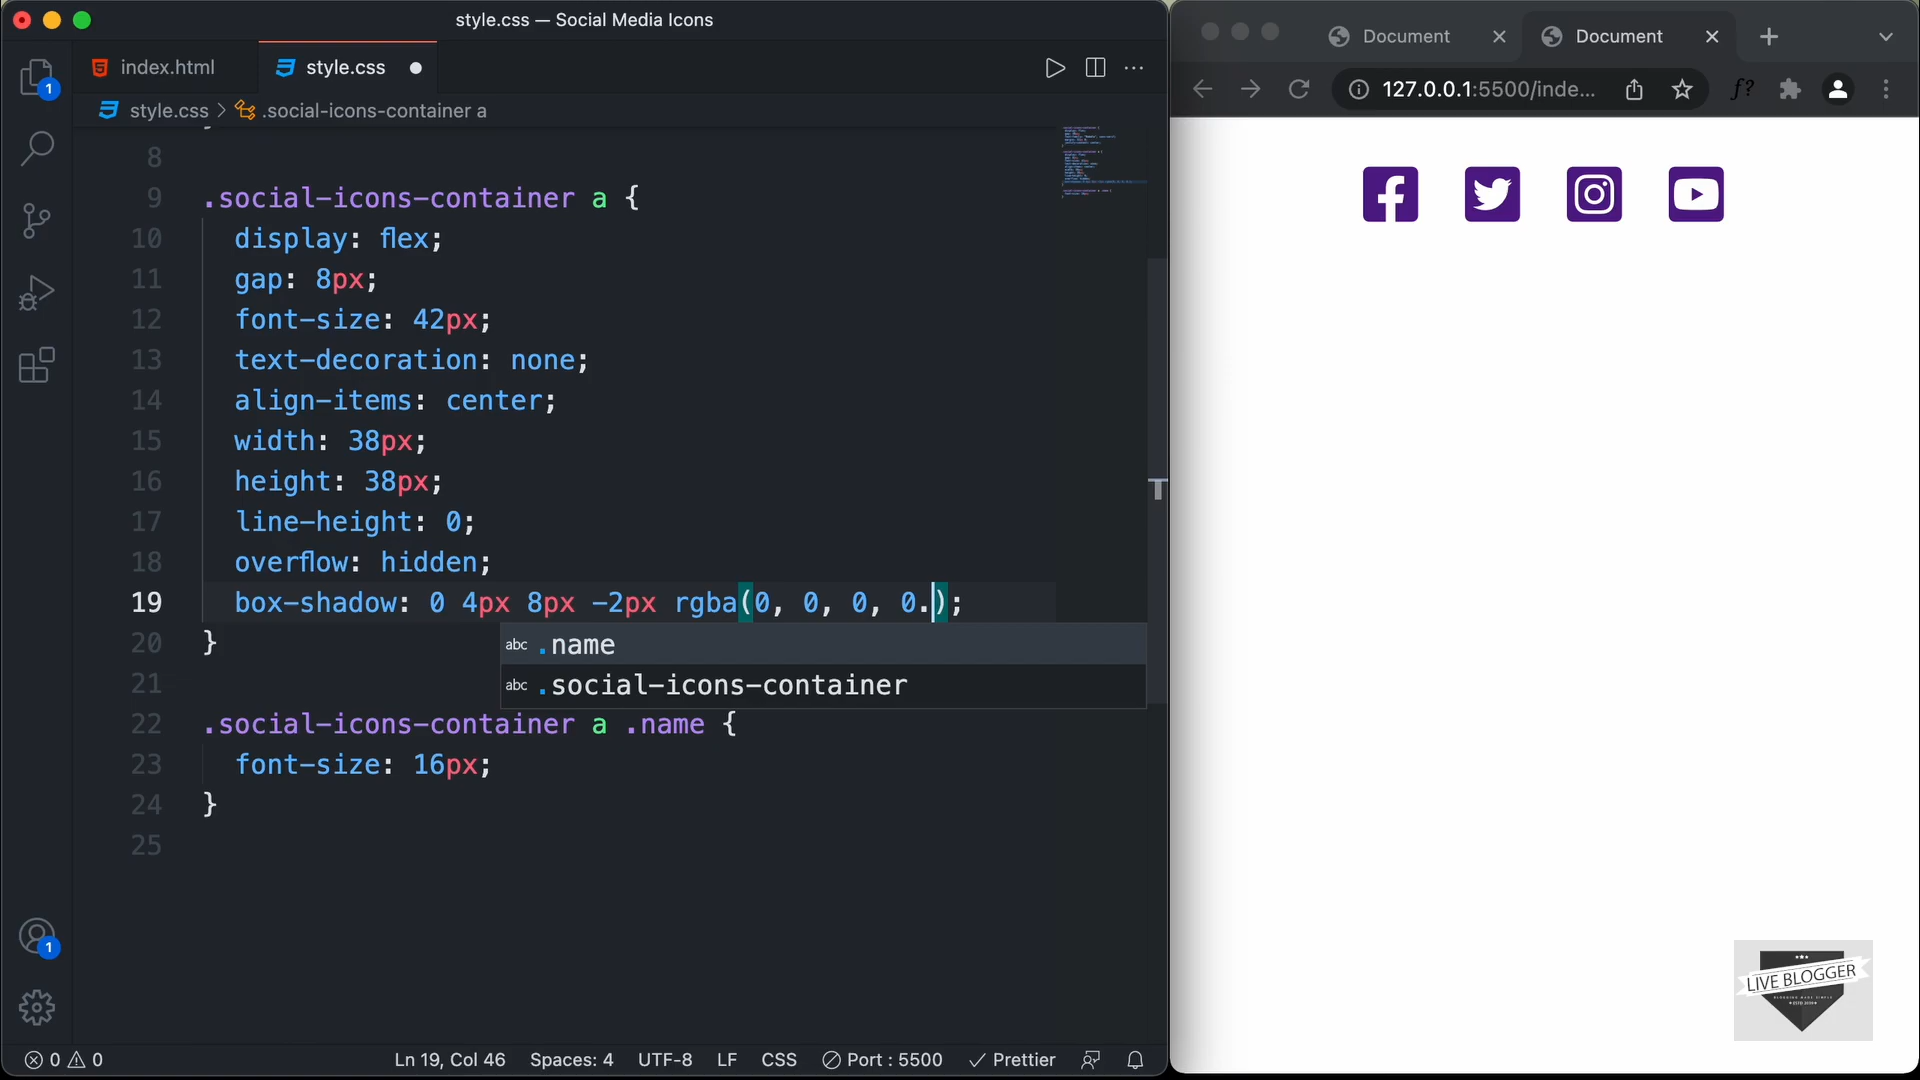 style.css — Social Media Icons
index.html
style.css
style.css > .social-icons-container a
8
9 .social-icons-container a {
10 display: flex;
11 gap: 8px;
12 font-size: 42px;
13 text-decoration: none;
14 align-items: center;
15 width: 38px;
16 height: 38px;
17 line-height: 0;
18 overflow: hidden;
19 box-shadow: 0 4px 8px -2px rgba(0, 0, 0, 0.);
abc .name
abc .social-icons-container
20 }
21
22 .social-icons-container a .name {
23 font-size: 16px;
24 }
25
1
1
0 0
Ln 19, Col 46
Spaces: 4
UTF-8
LF
CSS
Port : 5500
Prettier
Document
Document
127.0.0.1:5500/inde...
f?
LIVE BLOGGER